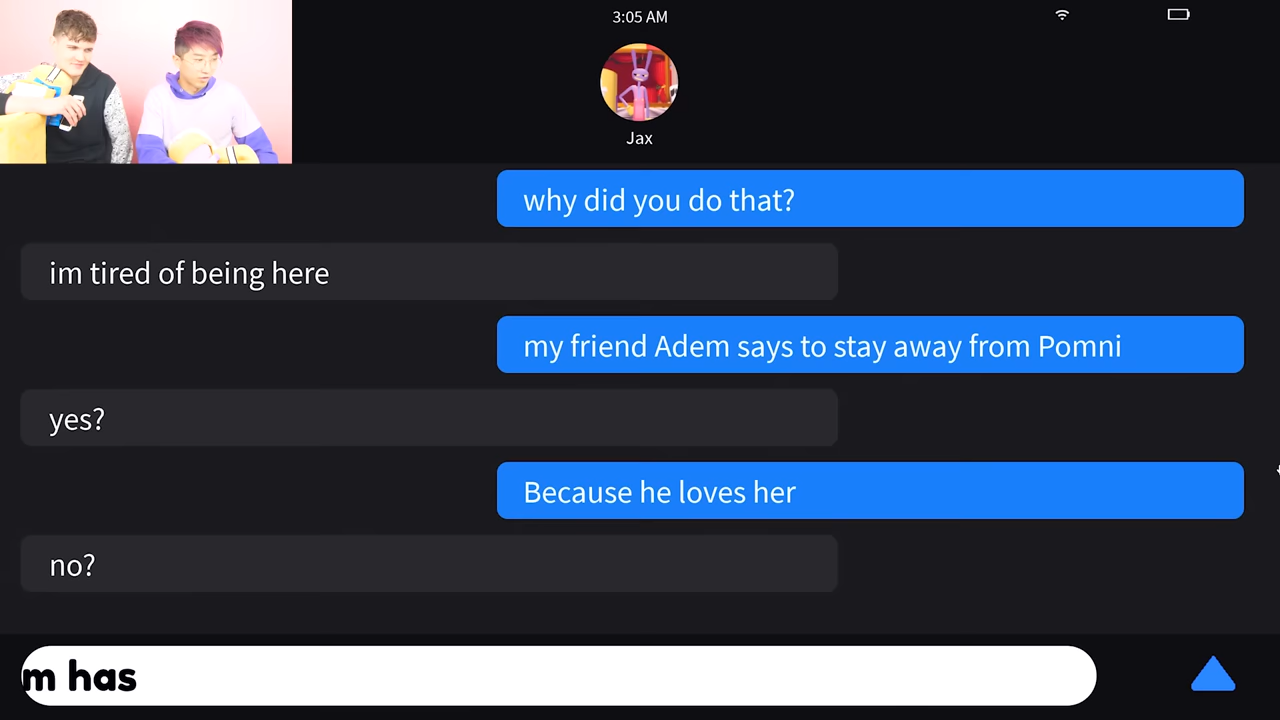 3:05 AM
Jax
why did you do that?
im tired of being here
my friend Adem says to stay away from Pomni
yes?
Because he loves her
no?
m has